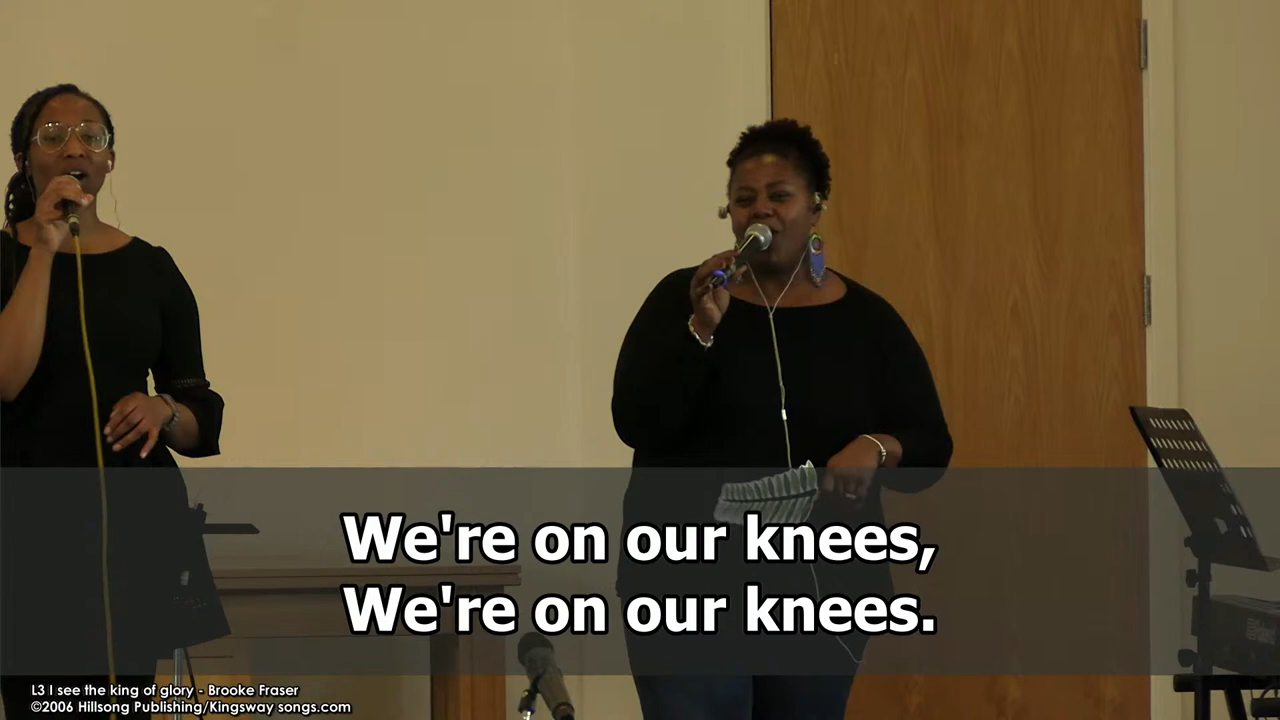 We're on our knees,
We're on our knees.
L3 I see the king of glory - Brooke Fraser
©2006 Hillsong Publishing/Kingsway songs.com